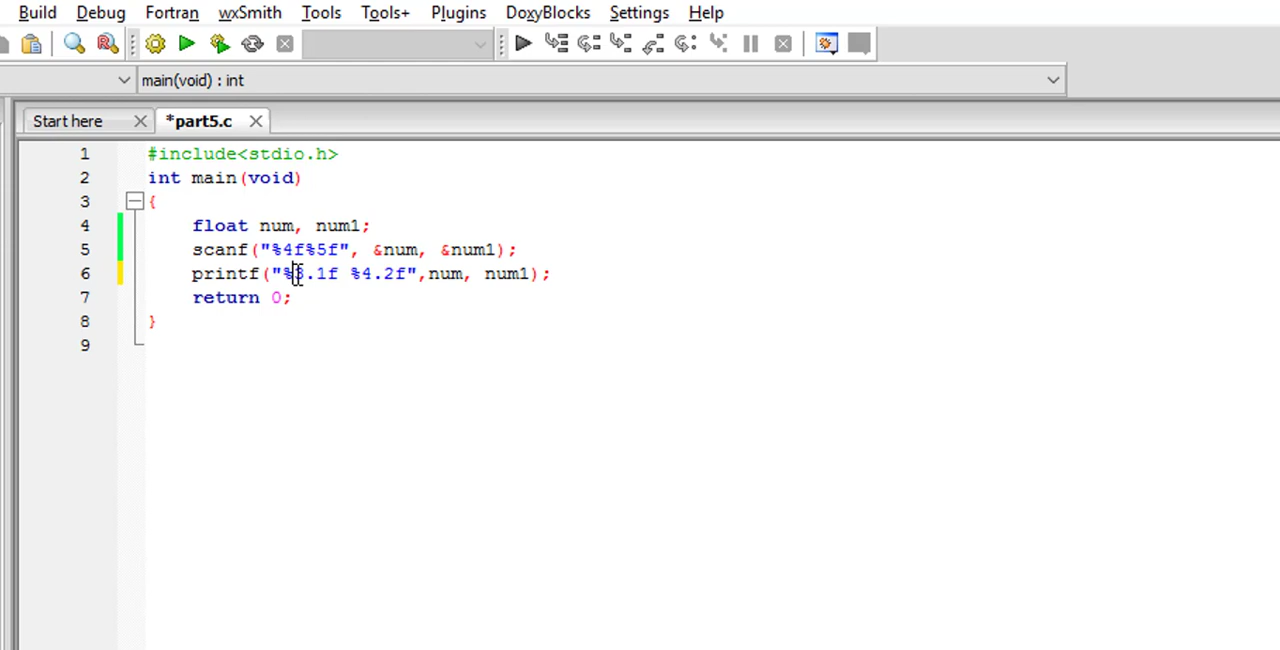 Build Debug Fortran wxSmith Tools Tools+ Plugins DoxyBlocks Settings Help
main(void) : int
Start here *part5.c
1 #include<stdio.h>
2 int main(void)
3 {
4 float num, num1;
5 scanf("%4f%5f", &num, &num1);
6 printf("%3.1f %4.2f",num, num1);
7 return 0;
8 }
9